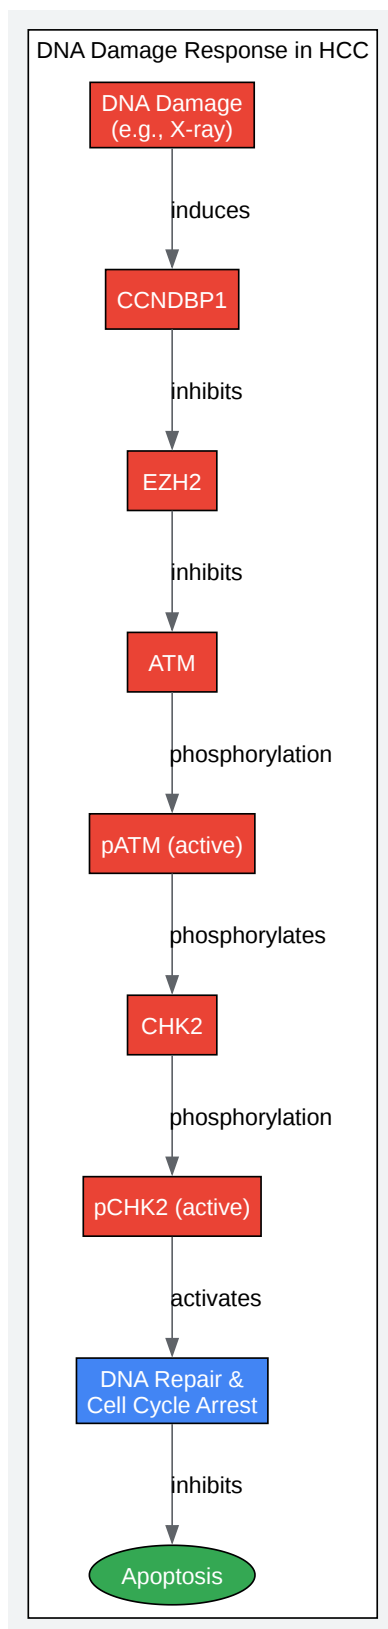 DNA Damage Response in HCC
DNA Damage
(e.g., X-ray)
induces
CCNDBP1
inhibits
EZH2
inhibits
ATM
phosphorylation
pATM (active)
phosphorylates
CHK2
phosphorylation
pCHK2 (active)
activates
DNA Repair &
Cell Cycle Arrest
inhibits
Apoptosis